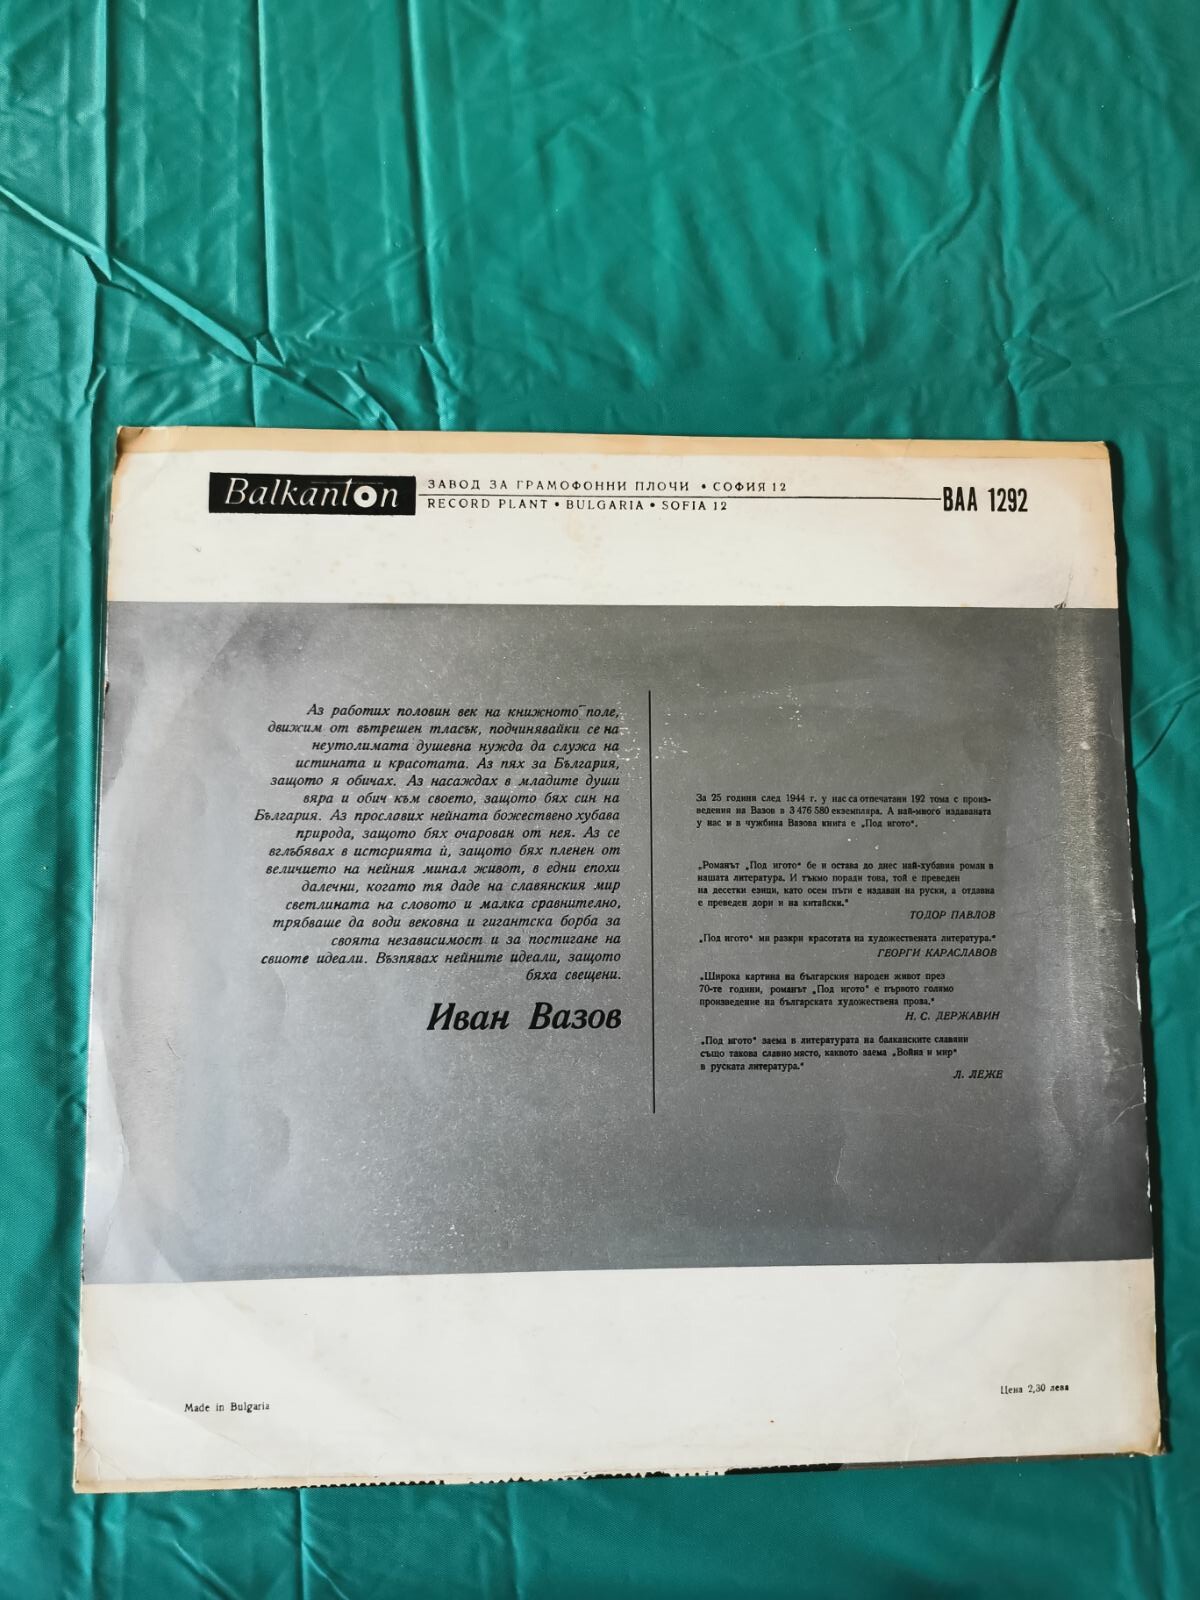 Balkanton
ЗАВОД ЗА ГРАМОФОННИ ПЛОЧИ • СОФИЯ 12
RECORD PLANT • BULGARIA • SOFIA 12
ВАА 1292
Аз работих половин век на книжното поле,
движим от вътрешен тласък, подчинявайки се на
неутолимата душевна нужда да служа на
истината и красотата. Аз пях за България,
защото я обичах. Аз насаждах в младите души
вяра и обич към своето, защото бях син на
България. Аз прославих нейната божествено хубава
природа, защото бях очарован от нея. Аз се
вглъбявах в историята ѝ, защото бях пленен от
величието на нейния минал живот, в едни епохи
далечни, когато тя даде на славянския мир
светлината на словото и малка сравнително,
трябваше да води вековна и гигантска борба за
своята независимост и за постигане на
своите идеали. Възпявах нейните идеали, защото
бяха свещени.
Иван Вазов
За 25 години след 1944 г. у нас са отпечатани 192 тома с произ-
ведения на Вазов в 3 476 580 екземпляра. А най-много издаваната
у нас и в чужбина Вазова книга е „Под игото“.
„Романът „Под игото“ бе и остава до днес най-хубавия роман в
нашата литература. И тъкмо поради това, той е преведен
на десетки езици, като осем пъти е издаван на руски, а отдавна
е преведен дори и на китайски.“
ТОДОР ПАВЛОВ
„Под игото“ ми разкри красотата на художествената литература.“
ГЕОРГИ КАРАСЛАВОВ
„Широка картина на българския народен живот през
70-те години, романът „Под игото“ е първото голямо
произведение на българската художествена проза.“
Н. С. ДЕРЖАВИН
„Под игото“ заема в литературата на балканските славяни
също такова славно място, каквото заема „Война и мир“
в руската литература.“
Л. ЛЕЖЕ
Made in Bulgaria
Цена 2,30 лева